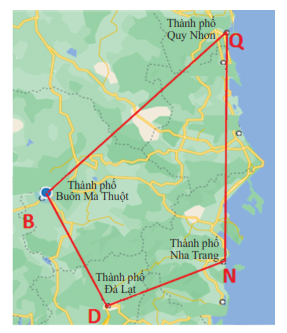 Thành phố
Quy Nhơn
Q
Thành phố
Buôn Ma Thuột
B
Thành phố
Nha Trang
N
Thành phố
Đà Lạt
D